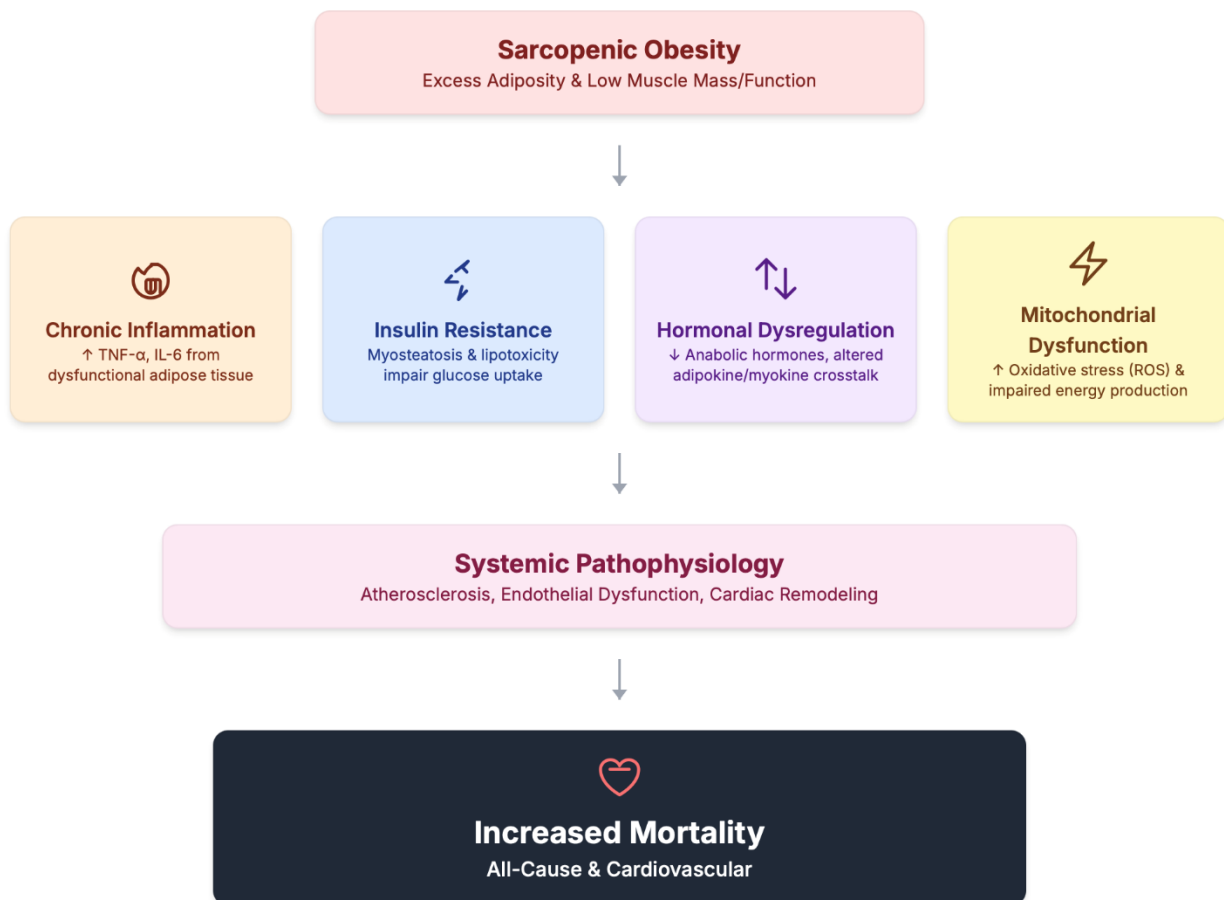 Sarcopenic Obesity
Excess Adiposity & Low Muscle Mass/Function
Chronic Inflammation
↑ TNF-α, IL-6 from
dysfunctional adipose tissue
Insulin Resistance
Myosteatosis & lipotoxicity
impair glucose uptake
Hormonal Dysregulation
↓ Anabolic hormones, altered
adipokine/myokine crosstalk
Mitochondrial
Dysfunction
↑ Oxidative stress (ROS) &
impaired energy production
Systemic Pathophysiology
Atherosclerosis, Endothelial Dysfunction, Cardiac Remodeling
Increased Mortality
All-Cause & Cardiovascular